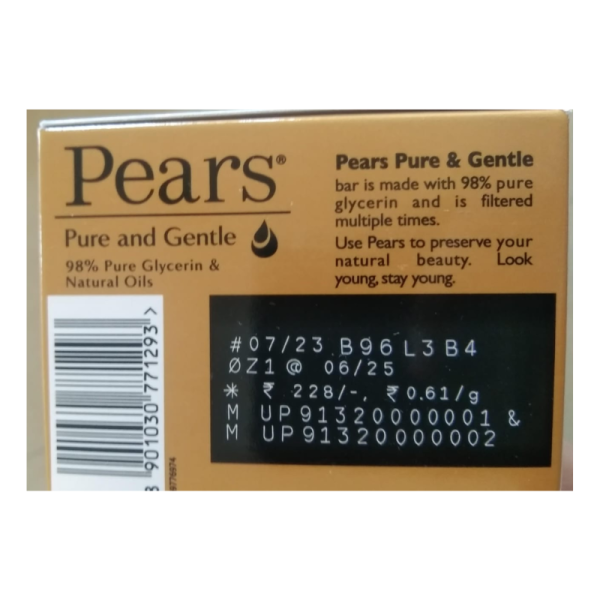 Pears®
Pure and Gentle
98% Pure Glycerin &
Natural Oils
Pears Pure & Gentle
bar is made with 98% pure
glycerin and is filtered
multiple times.
Use Pears to preserve your
natural beauty. Look
young, stay young.
#07/23 B96 L3 B4
ØZ1 @ 06/25
* ₹ 228/-, ₹0.61/g
M UP91320000001 &
M UP91320000002
901030 771293 >